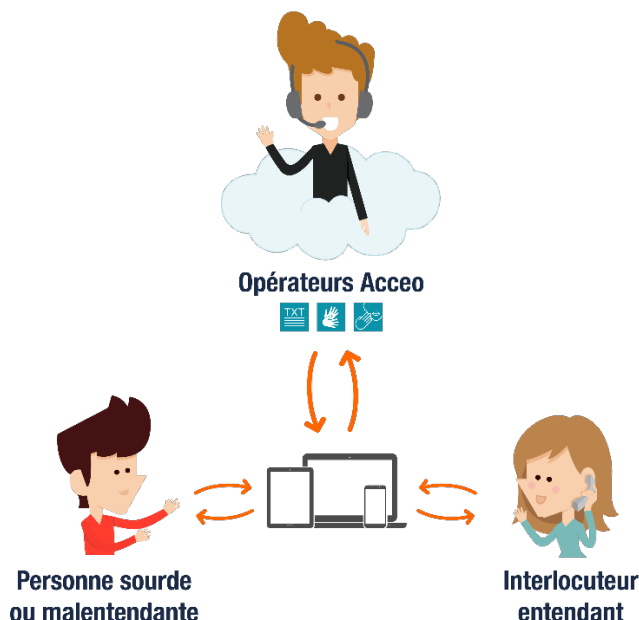 Opérateurs Acceo
TXT
Personne sourde
ou malentendante
Interlocuteur
entendant